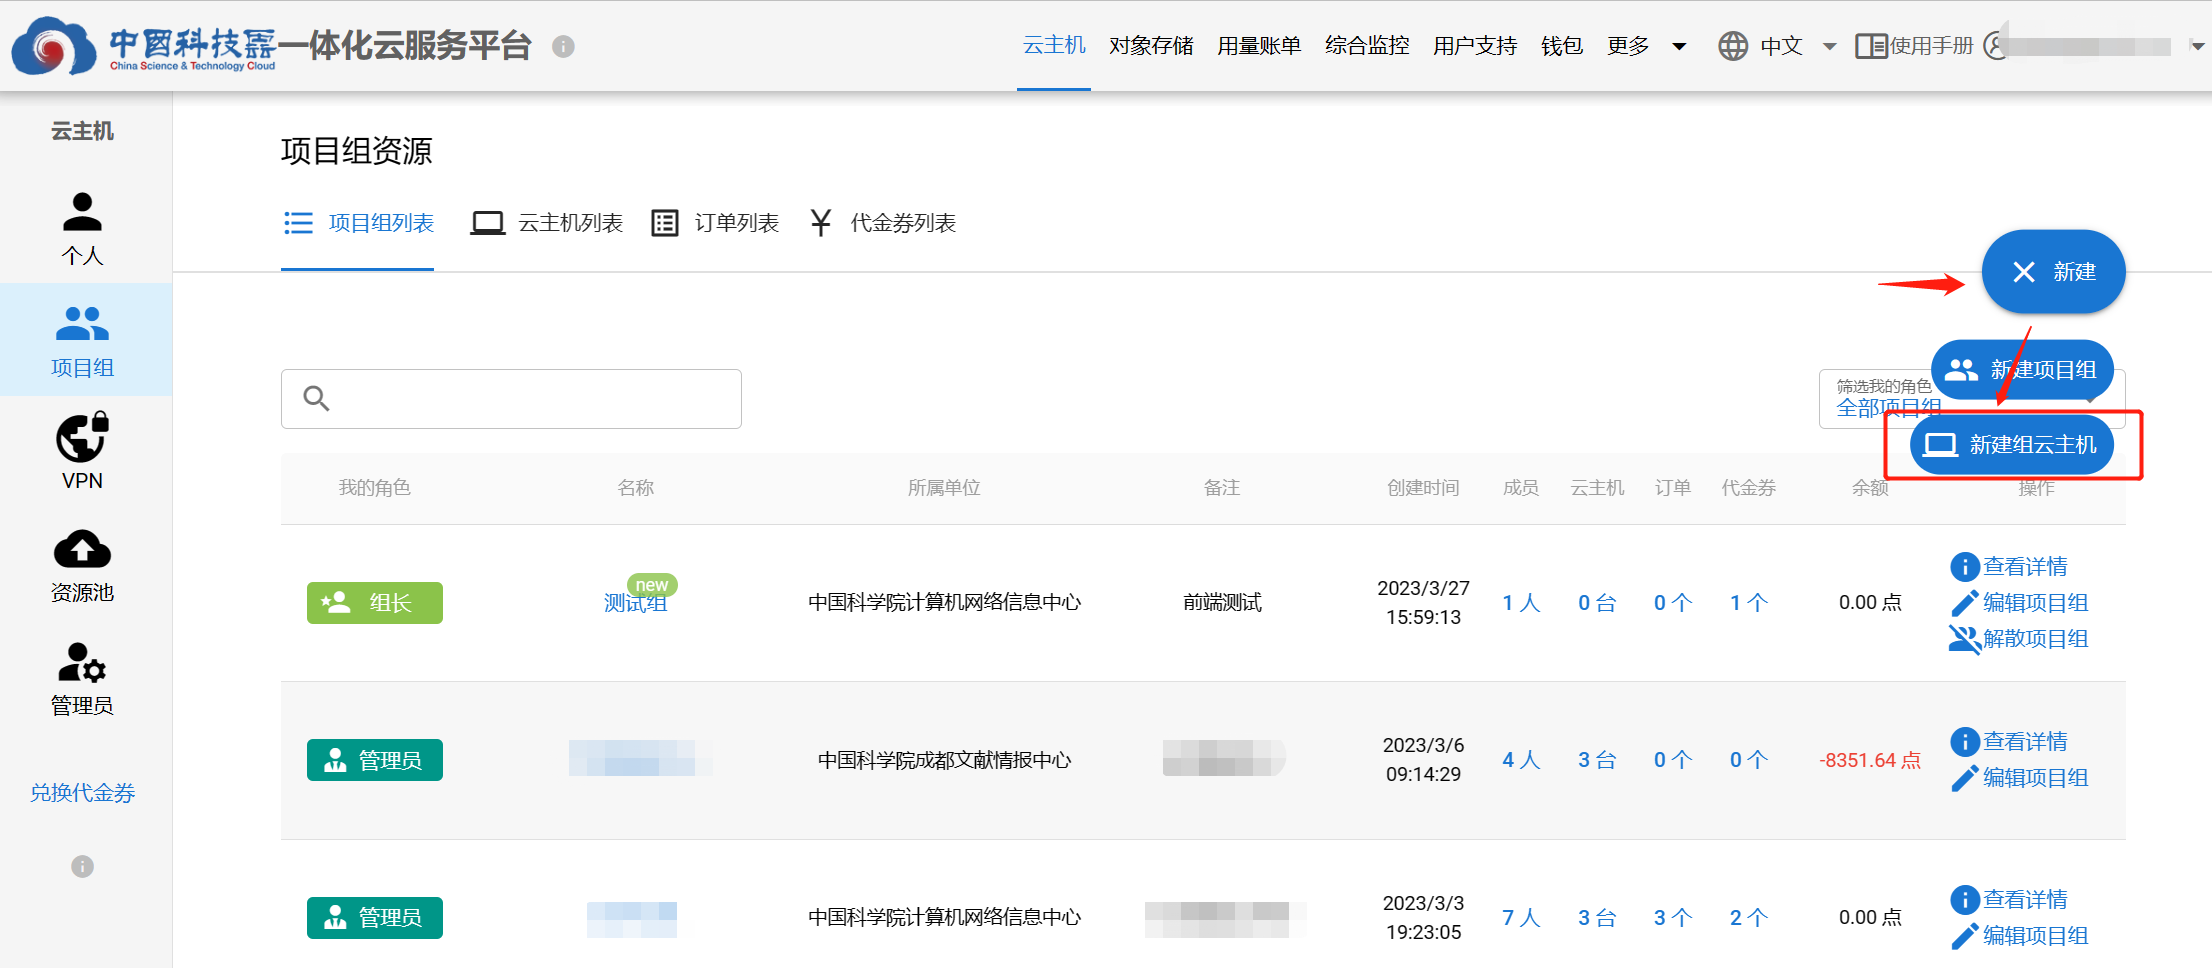 中国科技云一体化云服务平台
China Science & Technology Cloud
云主机 对象存储 用量账单 综合监控 用户支持 钱包 更多 中文 使用手册
云主机
个人
项目组
VPN
资源池
管理员
兑换代金券
项目组资源
项目组列表 云主机列表 订单列表 代金券列表
新建
新建项目组
筛选我的角色
全部项目组
新建组云主机
我的角色 名称 所属单位 备注 创建时间 成员 云主机 订单 代金券 余额 操作
组长 测试组 new 中国科学院计算机网络信息中心 前端测试 2023/3/27 15:59:13 1 人 0 台 0 个 1 个 0.00 点
查看详情
编辑项目组
解散项目组
管理员 中国科学院成都文献情报中心 2023/3/6 09:14:29 4 人 3 台 0 个 0 个 -8351.64 点
查看详情
编辑项目组
管理员 中国科学院计算机网络信息中心 2023/3/3 19:23:05 7 人 3 台 3 个 2 个 0.00 点
查看详情
编辑项目组